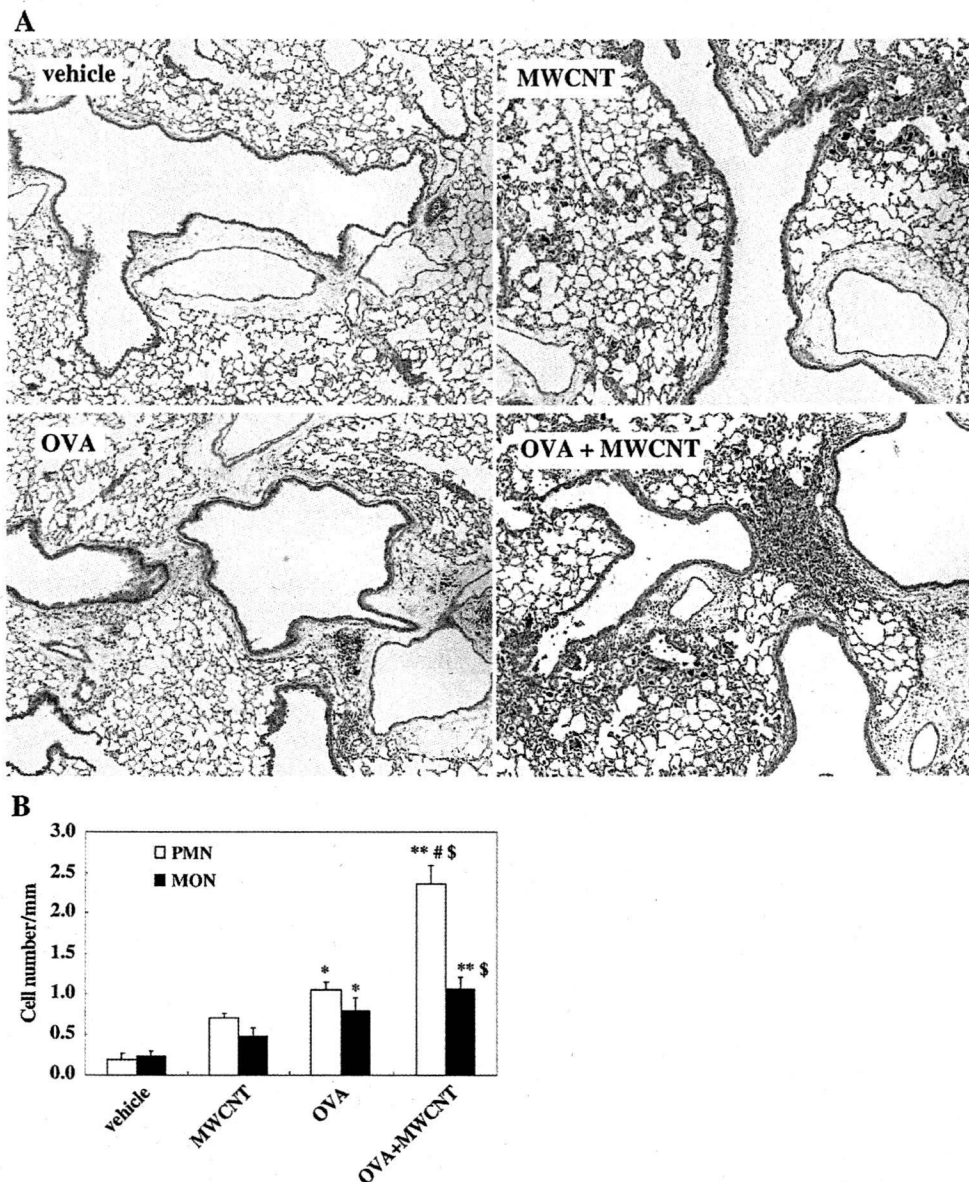 A
vehicle
MWCNT
OVA
OVA + MWCNT
B
Cell number/mm
3.0
2.5
2.0
1.5
1.0
0.5
0.0
PMN
MON
*
*
** # $
** $
vehicle
MWCNT
OVA
OVA+MWCNT